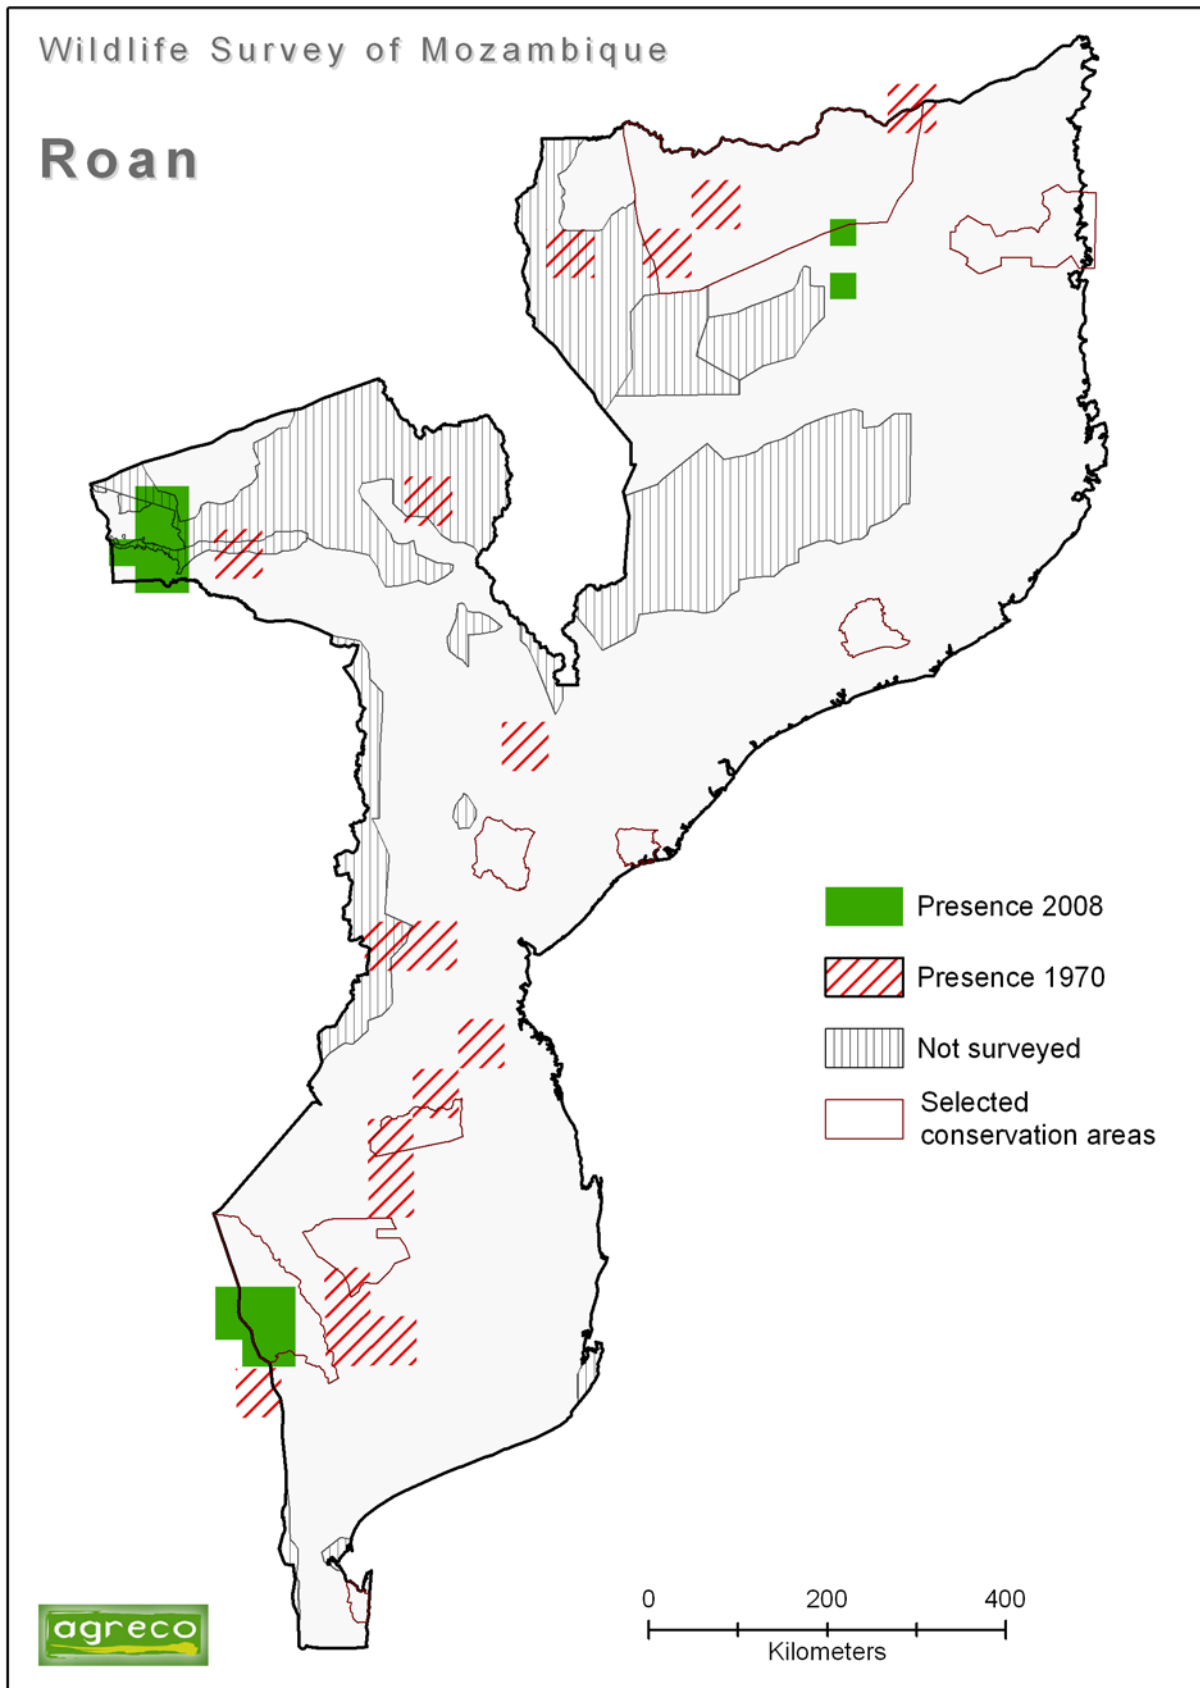 Wildlife Survey of Mozambique
Roan
Presence 2008
Presence 1970
Not surveyed
Selected
conservation areas
0 200 400
Kilometers
agreco